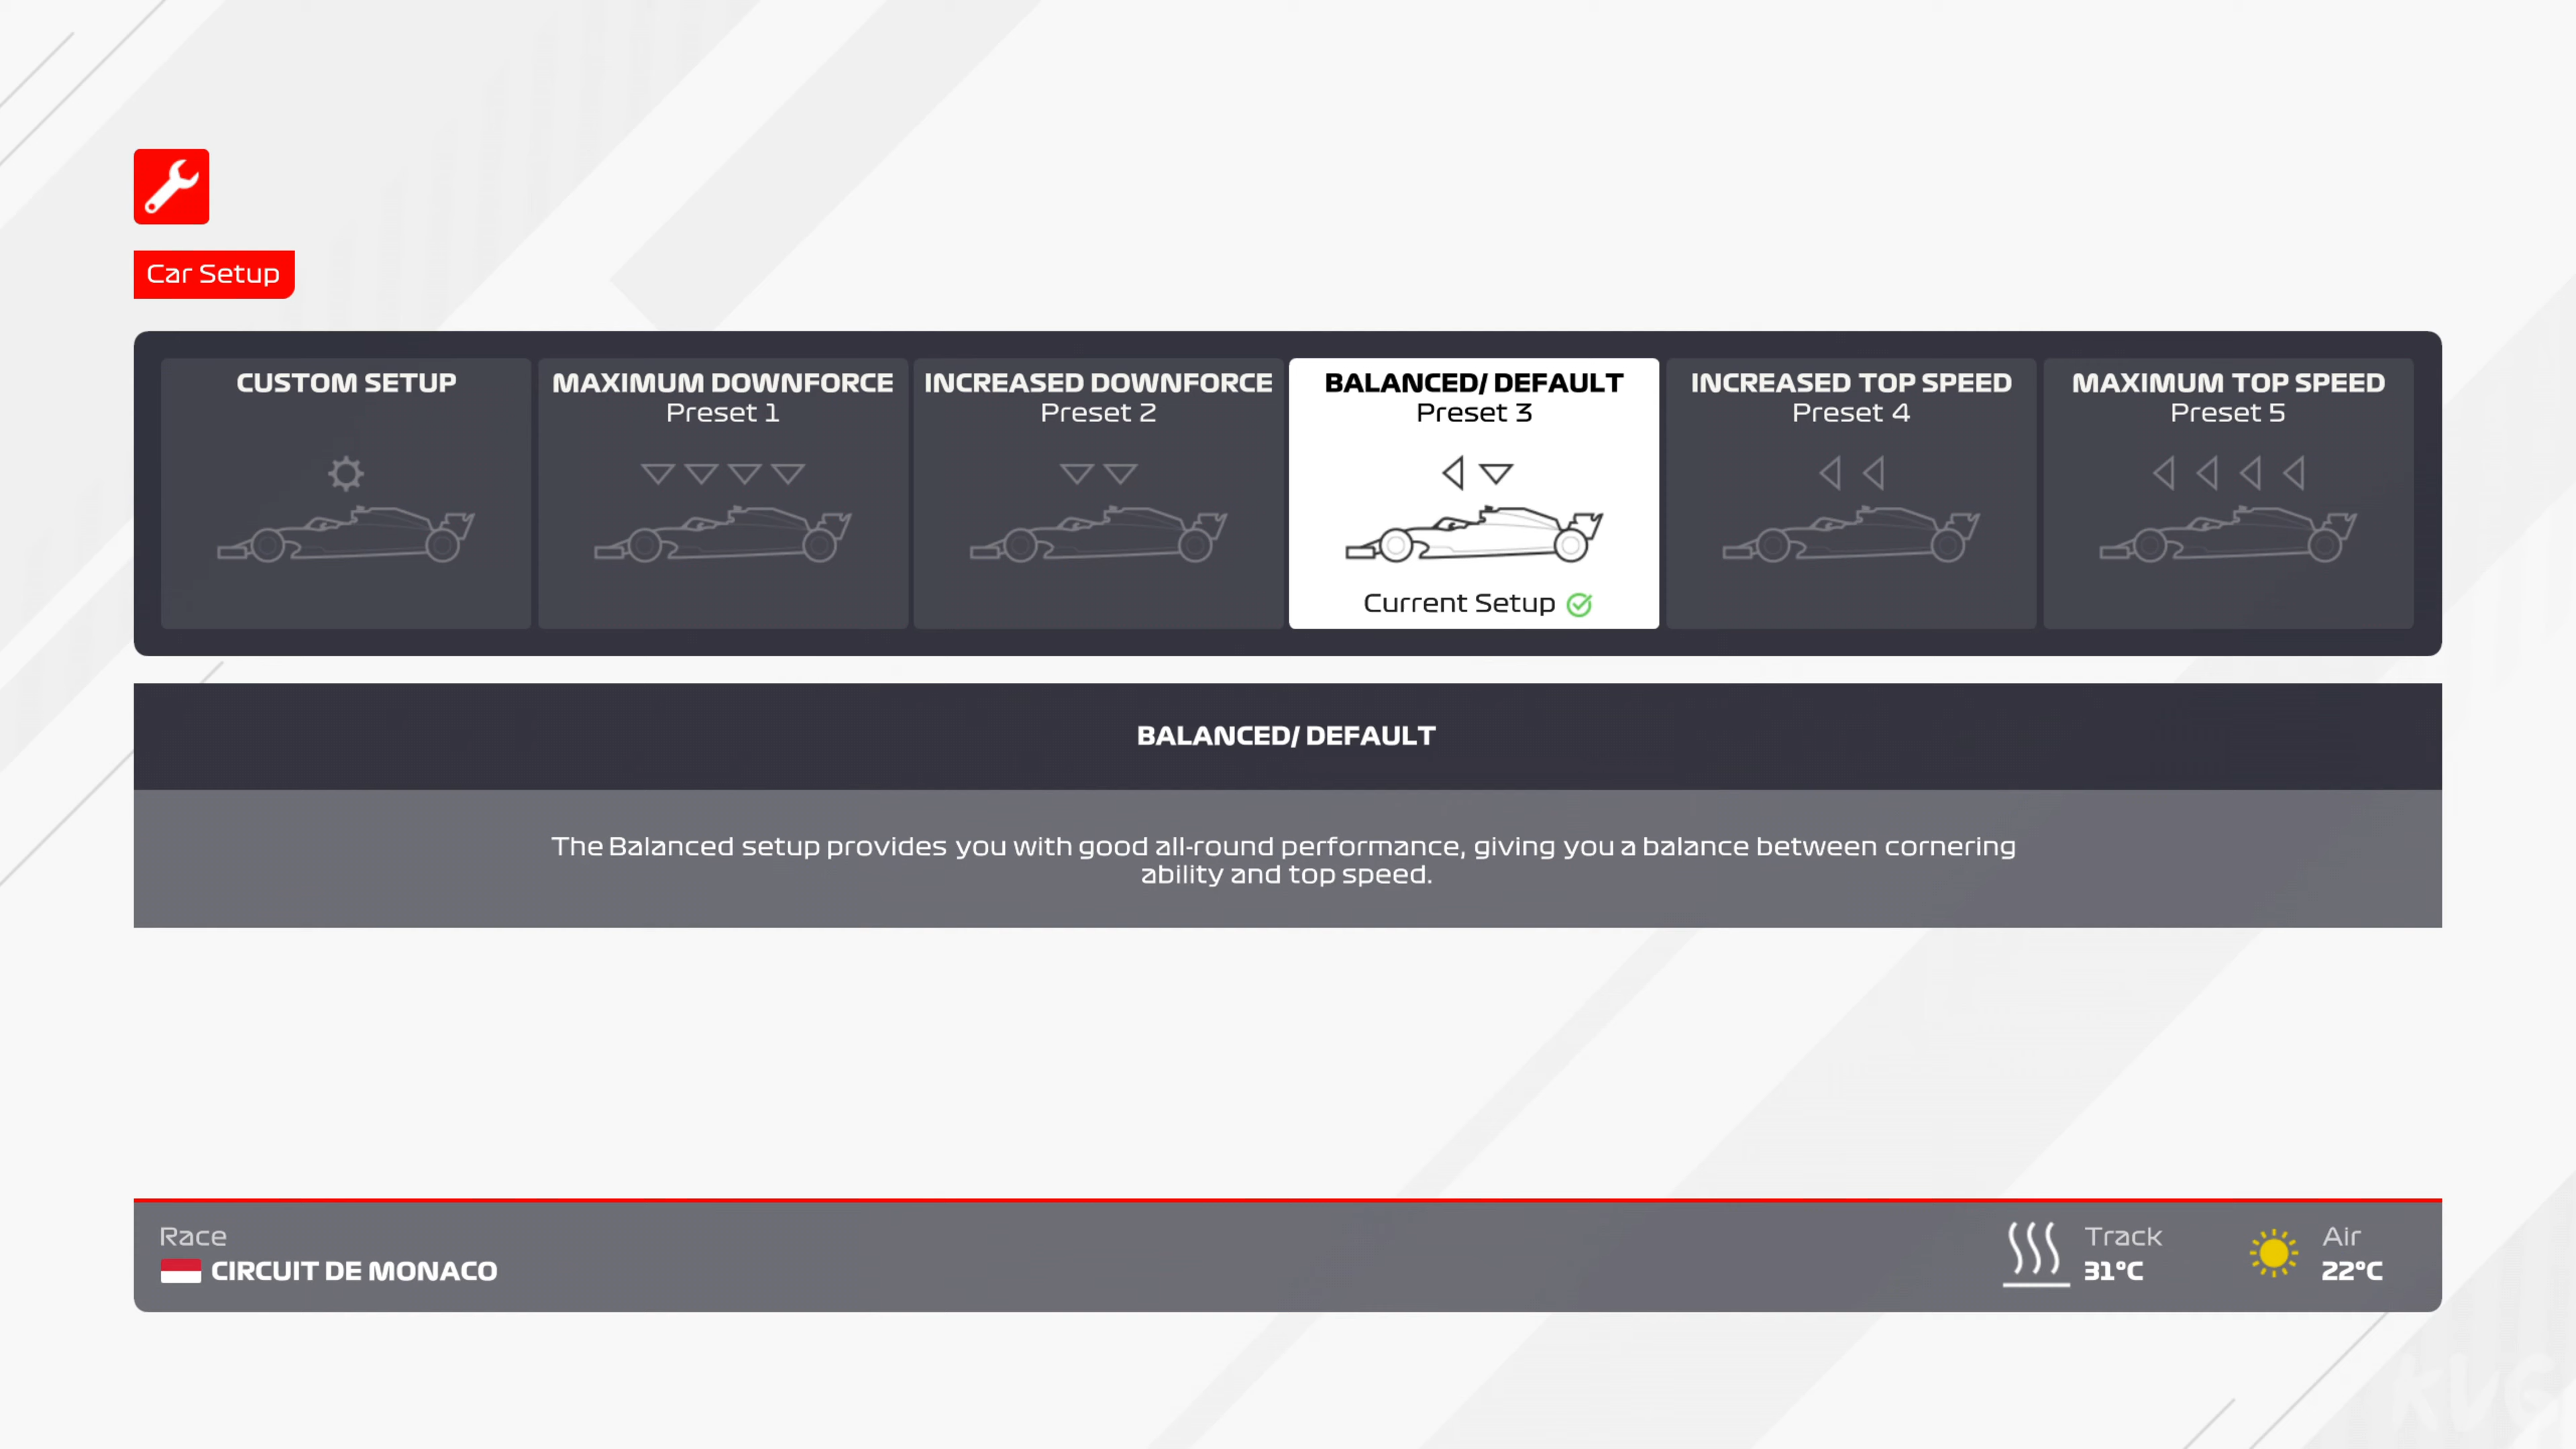 Car Setup
CUSTOM SETUP
MAXIMUM DOWNFORCE
Preset 1
INCREASED DOWNFORCE
Preset 2
BALANCED/ DEFAULT
Preset 3
Current Setup
INCREASED TOP SPEED
Preset 4
MAXIMUM TOP SPEED
Preset 5
BALANCED/ DEFAULT
The Balanced setup provides you with good all-round performance, giving you a balance between cornering
ability and top speed.
Race
CIRCUIT DE MONACO
Track
31°C
Air
22°C
KVG